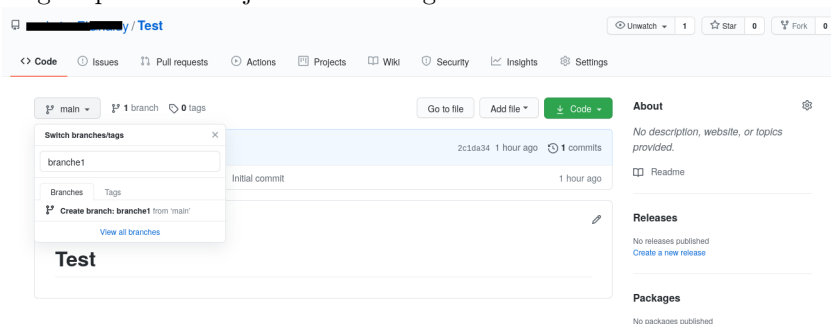 y / Test
Unwatch 1 Star 0 Fork 0
Code Issues Pull requests Actions Projects Wiki Security Insights Settings
main 1 branch 0 tags Go to file Add file Code
Switch branches/tags
2c1da34 1 hour ago 1 commits
branche1
Initial commit 1 hour ago
Branches Tags
Create branch: branche1 from 'main'
View all branches
Test
About
No description, website, or topics
provided.
Readme
Releases
No releases published
Create a new release
Packages
No packages published